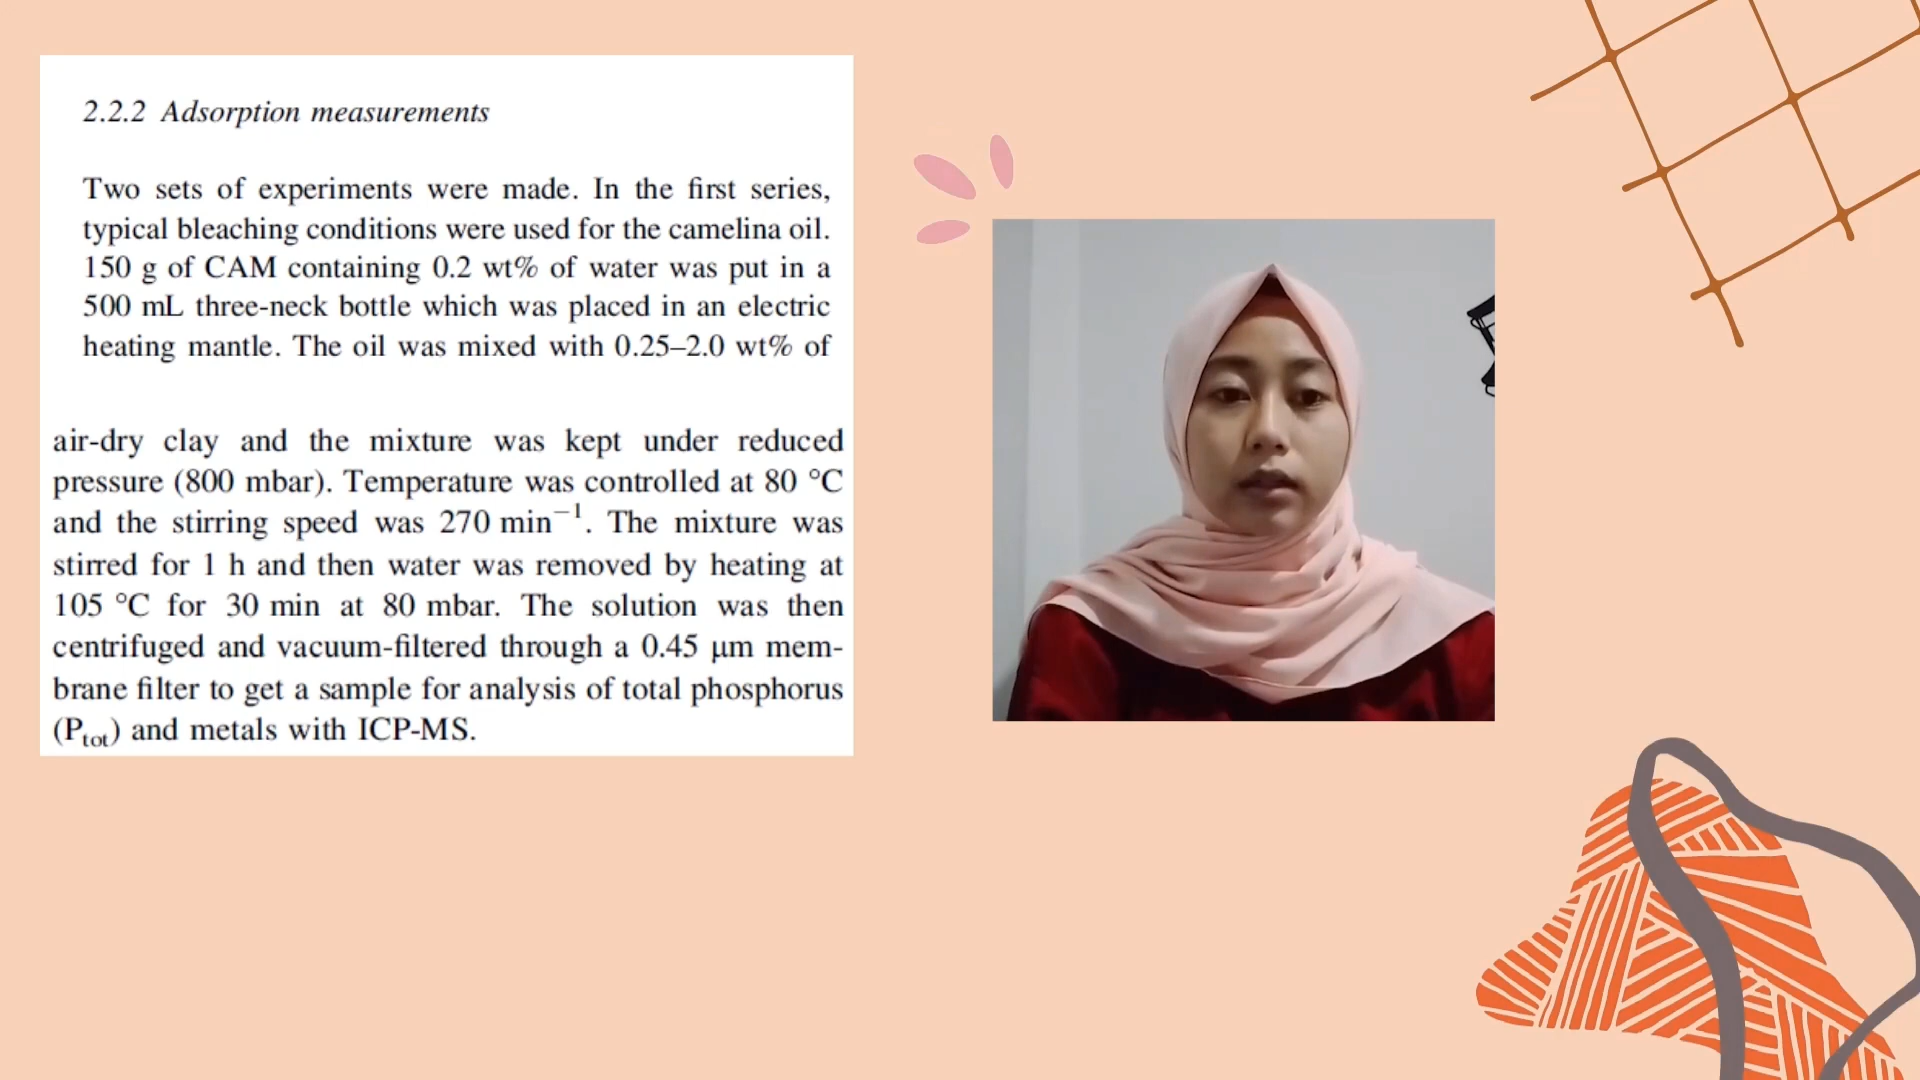 2.2.2 Adsorption measurements
Two sets of experiments were made. In the first series,
typical bleaching conditions were used for the camelina oil.
150 g of CAM containing 0.2 wt% of water was put in a
500 mL three-neck bottle which was placed in an electric
heating mantle. The oil was mixed with 0.25–2.0 wt% of
air-dry clay and the mixture was kept under reduced
pressure (800 mbar). Temperature was controlled at 80 °C
and the stirring speed was 270 min⁻¹. The mixture was
stirred for 1 h and then water was removed by heating at
105 °C for 30 min at 80 mbar. The solution was then
centrifuged and vacuum-filtered through a 0.45 μm mem-
brane filter to get a sample for analysis of total phosphorus
(Ptot) and metals with ICP-MS.